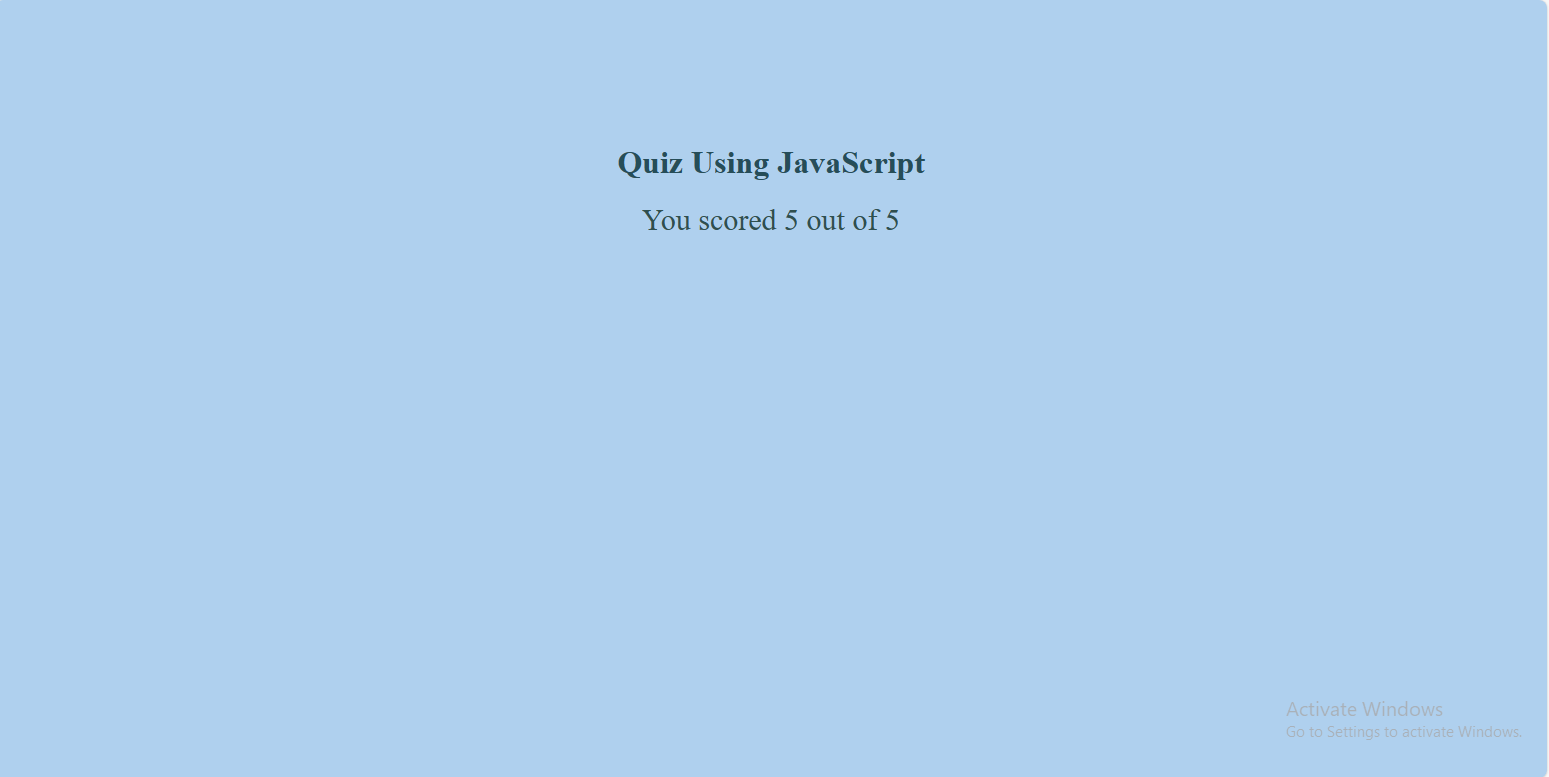 Quiz Using JavaScript
You scored 5 out of 5
Activate Windows
Go to Settings to activate Windows.